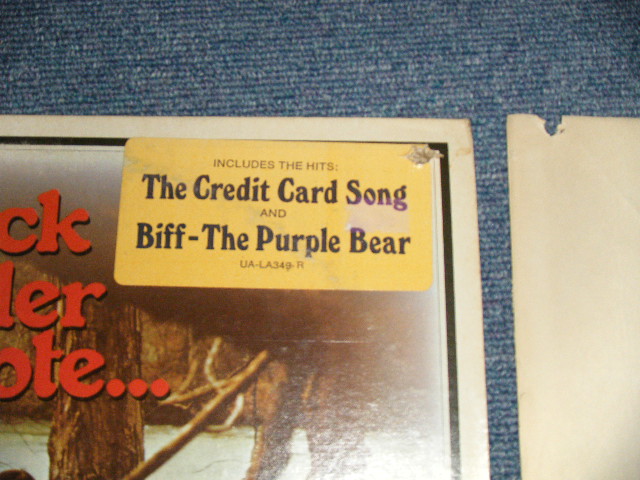 INCLUDES THE HITS:
The Credit Card Song
AND
Biff-The Purple Bear
UA-LA349-R
ck
ler
ote...